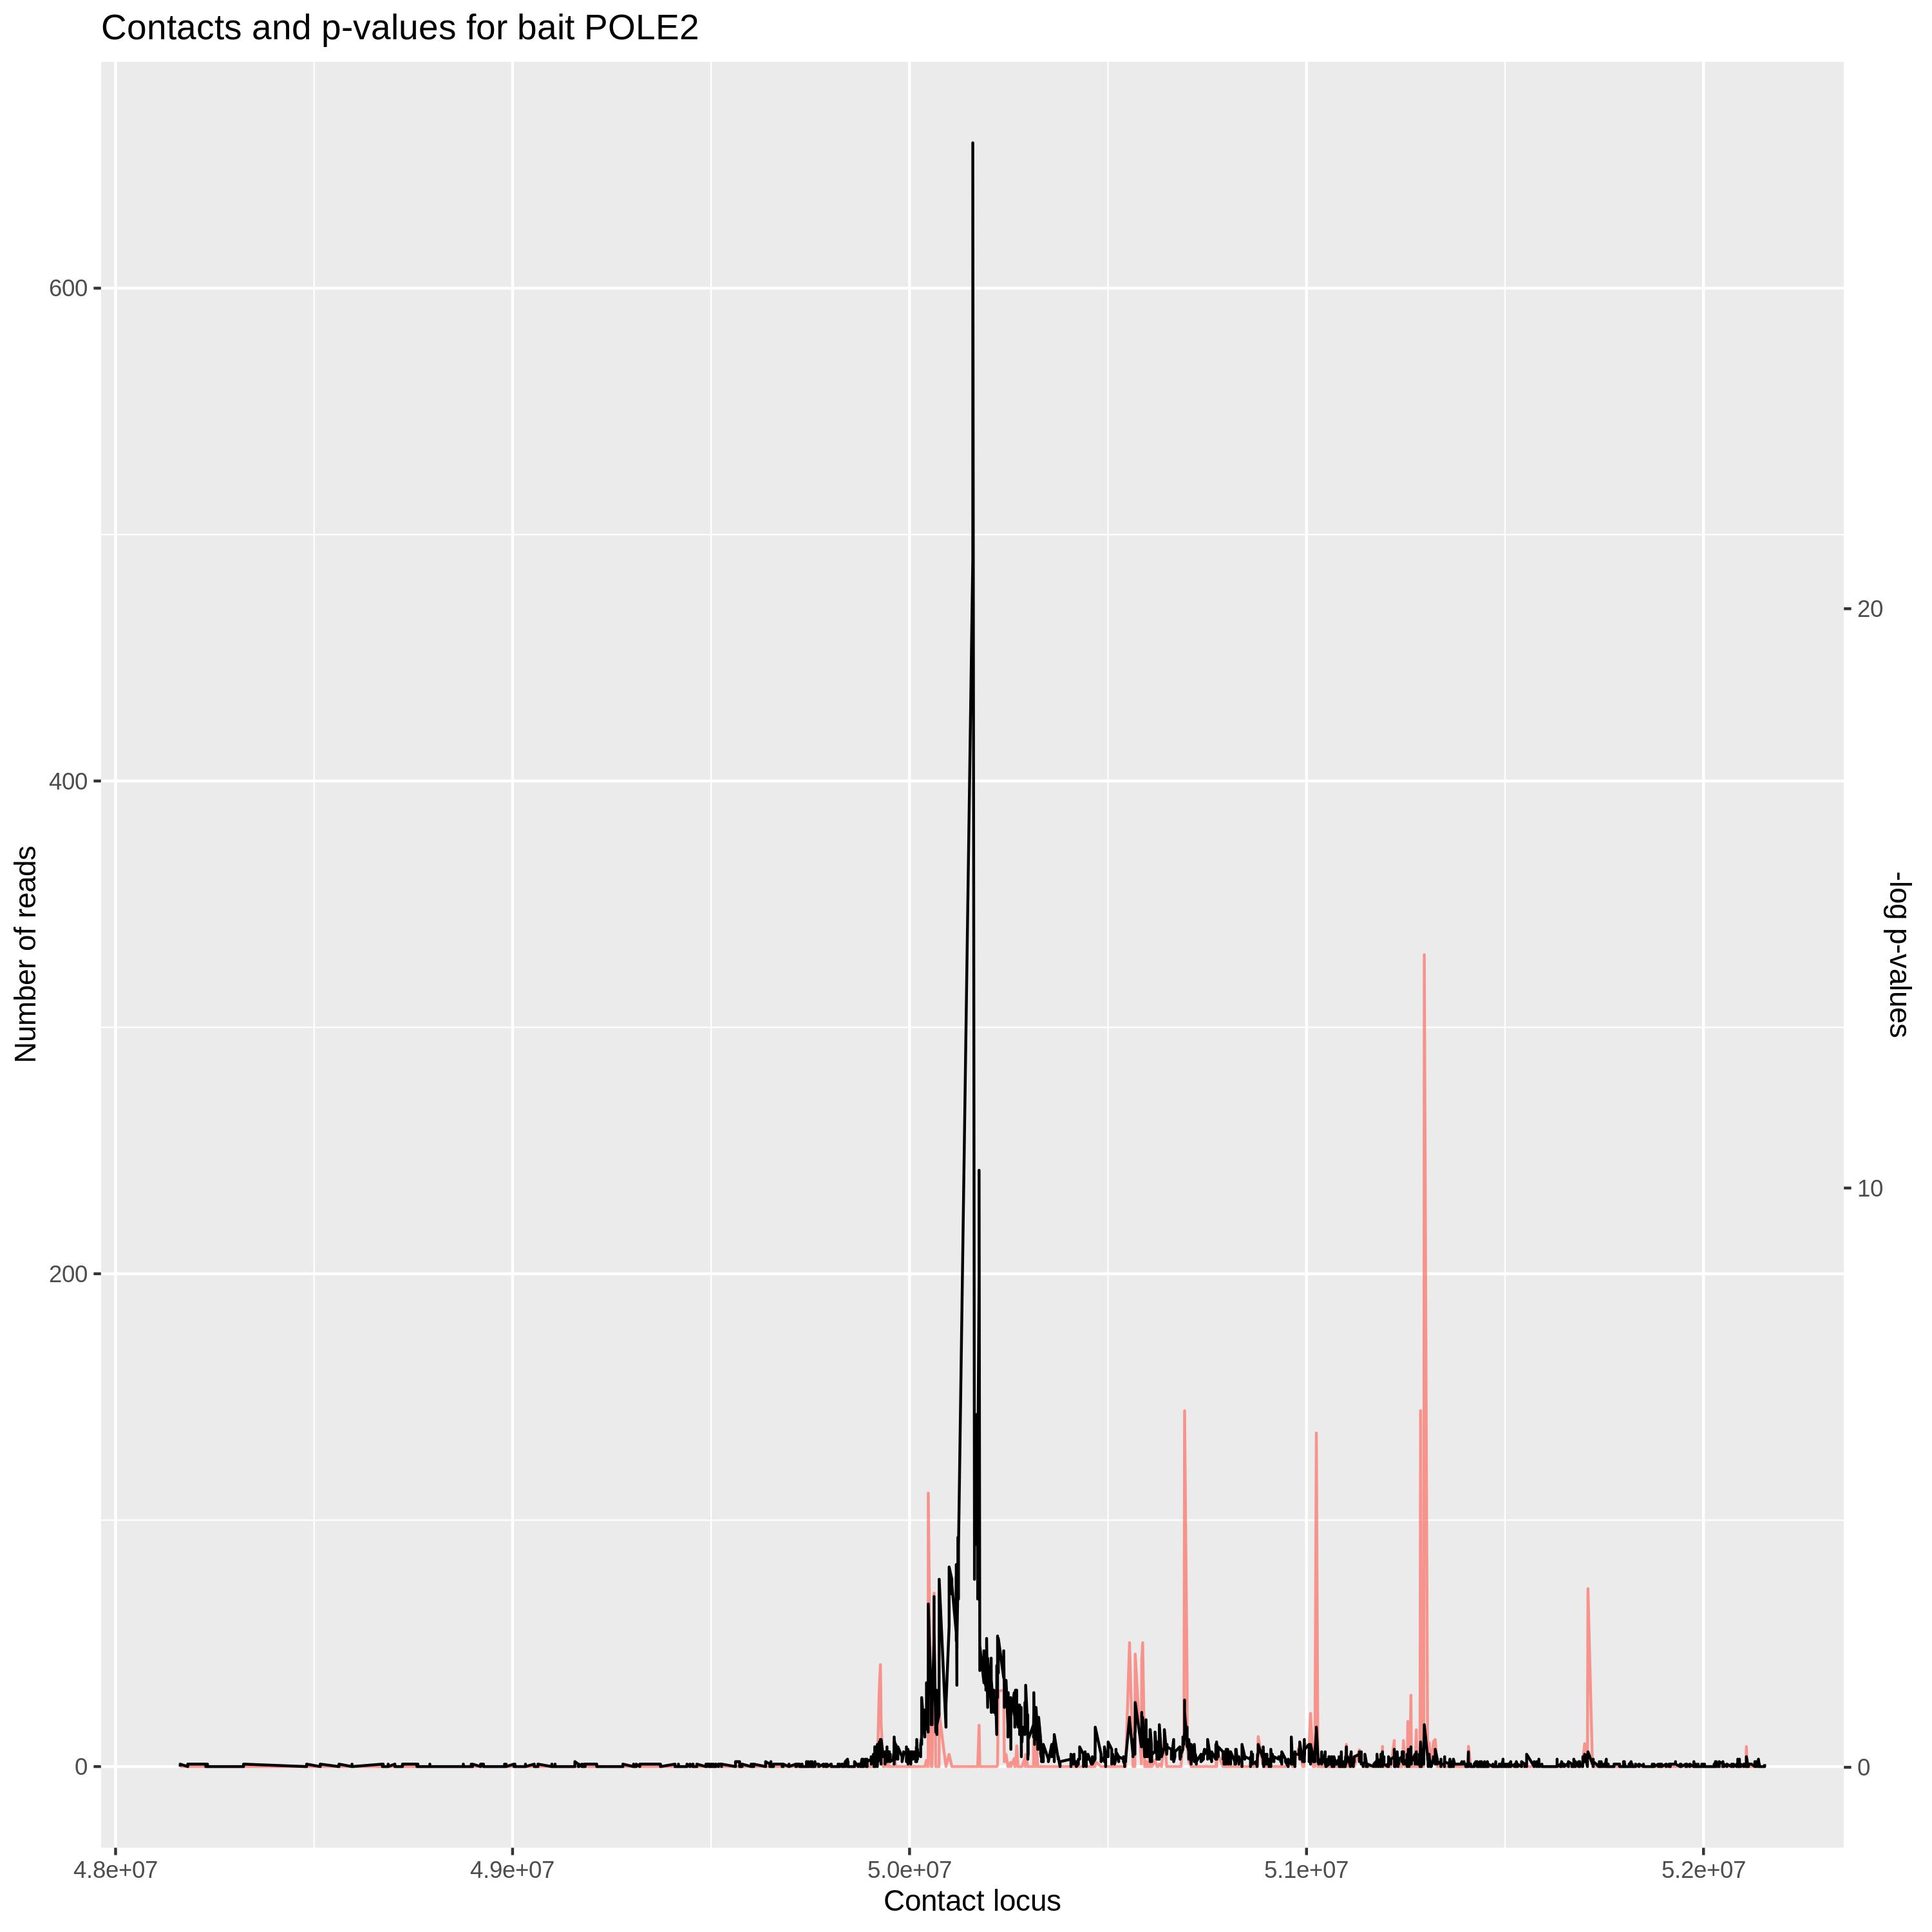 Contacts and p-values for bait POLE2
600
400
200
0
Number of reads
20
10
0
-log p-values
4.8e+07
4.9e+07
5.0e+07
5.1e+07
5.2e+07
Contact locus